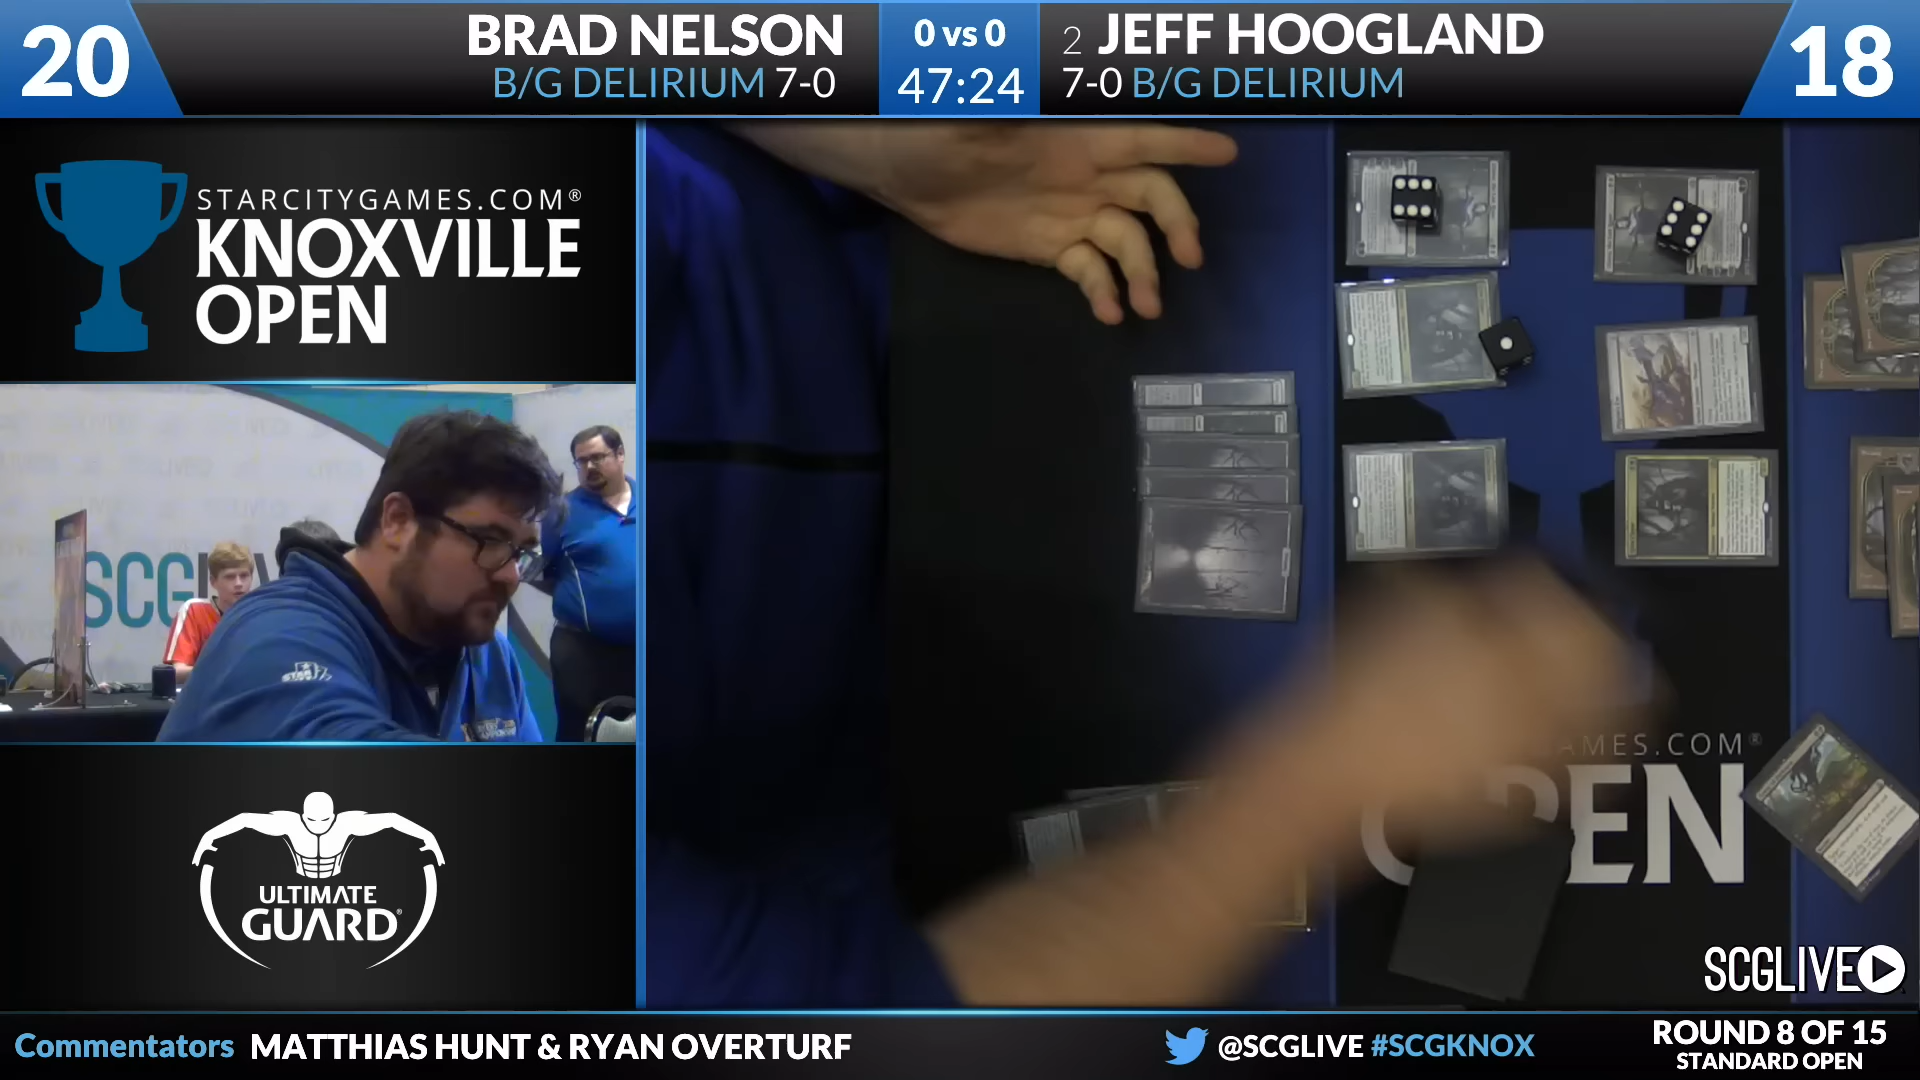 20
BRAD NELSON
B/G DELIRIUM 7-0
0 vs 0
47:24
2 JEFF HOOGLAND
7-0 B/G DELIRIUM
18
STARCITYGAMES.COM®
KNOXVILLE
OPEN
SCG
ULTIMATE
GUARD
AMES.COM®
PEN
SCGLIVE
Commentators MATTHIAS HUNT & RYAN OVERTURF
@SCGLIVE #SCGKNOX
ROUND 8 OF 15
STANDARD OPEN